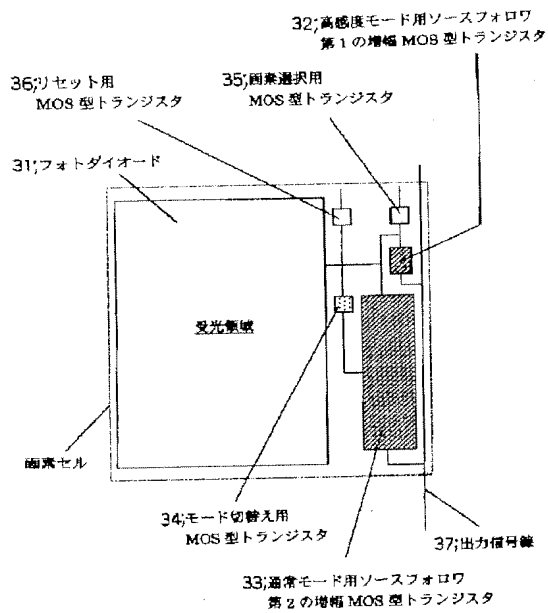 32;高感度モード用ソースフォロワ
第1の増幅MOS型トランジスタ
36;リセット用
MOS型トランジスタ
35;画素選択用
MOS型トランジスタ
31;フォトダイオード
受光領域
画素セル
34;モード切替え用
MOS型トランジスタ
37;出力信号線
33;通常モード用ソースフォロワ
第2の増幅MOS型トランジスタ